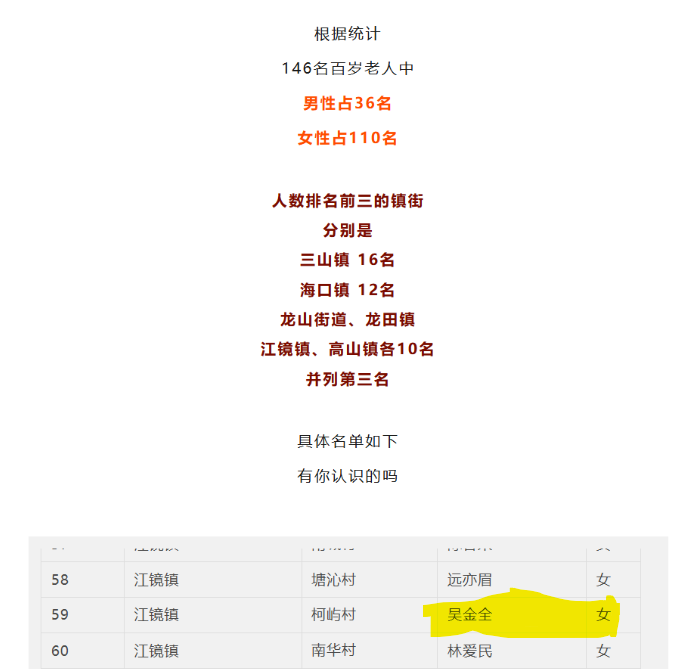 根据统计
146名百岁老人中
男性占36名
女性占110名
人数排名前三的镇街
分别是
三山镇 16名
海口镇 12名
龙山街道、龙田镇
江镜镇、高山镇各10名
并列第三名
具体名单如下
有你认识的吗
58 江镜镇 塘沁村 远亦眉 女
59 江镜镇 柯屿村 吴金全 女
60 江镜镇 南华村 林爱民 女